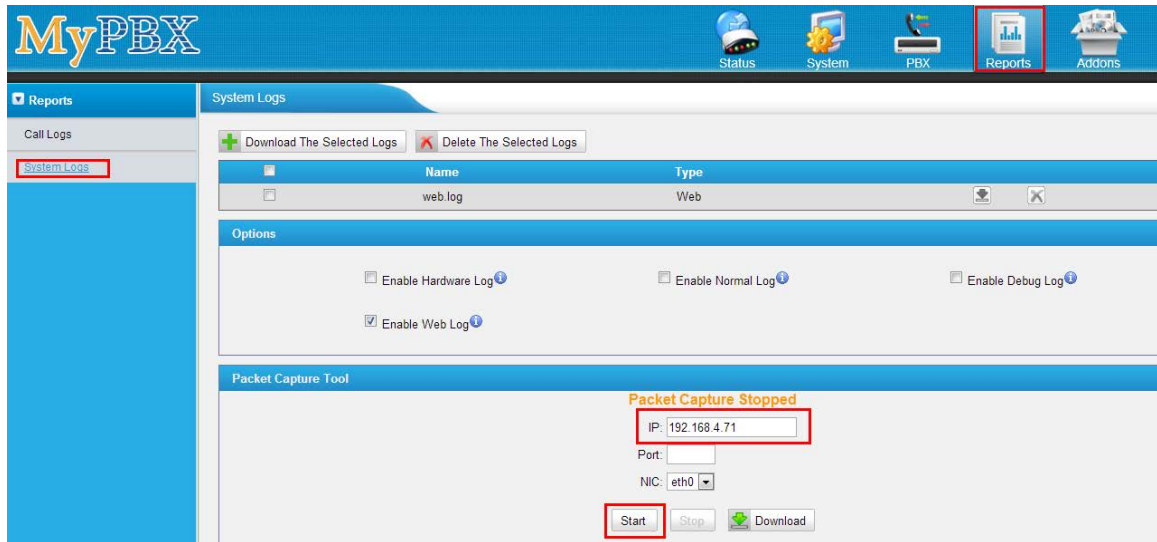 MyPBX
Status System PBX Reports Addons
Reports
Call Logs
System Logs
System Logs
Download The Selected Logs Delete The Selected Logs
Name Type
web.log Web
Options
Enable Hardware Log Enable Normal Log Enable Debug Log
Enable Web Log
Packet Capture Tool
Packet Capture Stopped
IP: 192.168.4.71
Port:
NIC: eth0
Start Stop Download